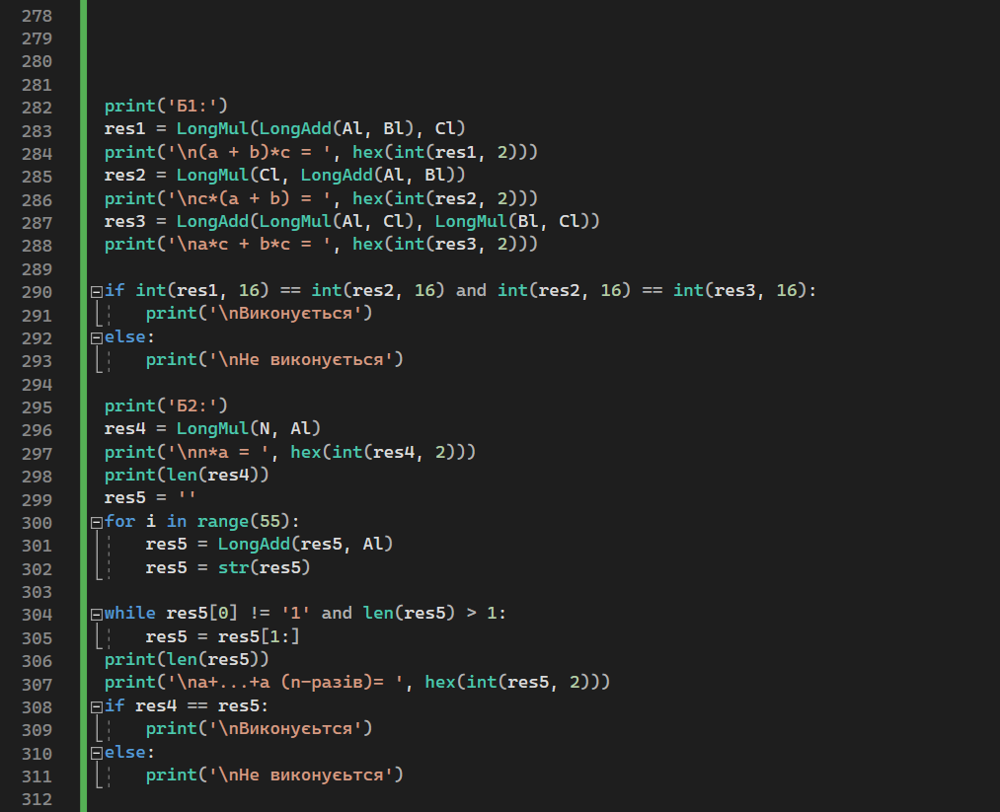 278
279
280
281
282 print('Б1:')
283 res1 = LongMul(LongAdd(Al, Bl), Cl)
284 print('\n(a + b)*c = ', hex(int(res1, 2)))
285 res2 = LongMul(Cl, LongAdd(Al, Bl))
286 print('\nc*(a + b) = ', hex(int(res2, 2)))
287 res3 = LongAdd(LongMul(Al, Cl), LongMul(Bl, Cl))
288 print('\na*c + b*c = ', hex(int(res3, 2)))
289
290 if int(res1, 16) == int(res2, 16) and int(res2, 16) == int(res3, 16):
291     print('\nВиконується')
292 else:
293     print('\nНе виконується')
294
295 print('Б2:')
296 res4 = LongMul(N, Al)
297 print('\nn*a = ', hex(int(res4, 2)))
298 print(len(res4))
299 res5 = ''
300 for i in range(55):
301     res5 = LongAdd(res5, Al)
302     res5 = str(res5)
303
304 while res5[0] != '1' and len(res5) > 1:
305     res5 = res5[1:]
306 print(len(res5))
307 print('\na+...+a (n-разів)= ', hex(int(res5, 2)))
308 if res4 == res5:
309     print('\nВиконуєьтся')
310 else:
311     print('\nНе виконуєьтся')
312